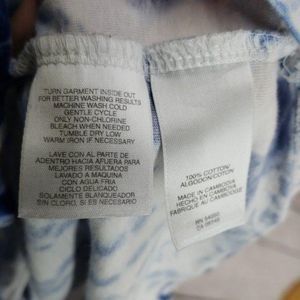 TURN GARMENT INSIDE OUT
FOR BETTER WASHING RESULTS
MACHINE WASH COLD
GENTLE CYCLE
ONLY NON-CHLORINE
BLEACH WHEN NEEDED
TUMBLE DRY LOW
WARM IRON IF NECESSARY
LAVE CON AL PARTE DE
ADENTRO HACIA AFUERA PARA
MEJORES RESULTADOS
LAVADO A MAQUINA
CON AGUA FRIA
CICLO DELICADO
SOLAMENTE BLANQUEADOR
SIN CLORO, SI ES NECESARIO
100% COTTON/
ALGODON/COTON
MADE IN CAMBODIA
HECHO EN CAMBOYA
FABRIQUE AU CAMBODGE
RN
CA